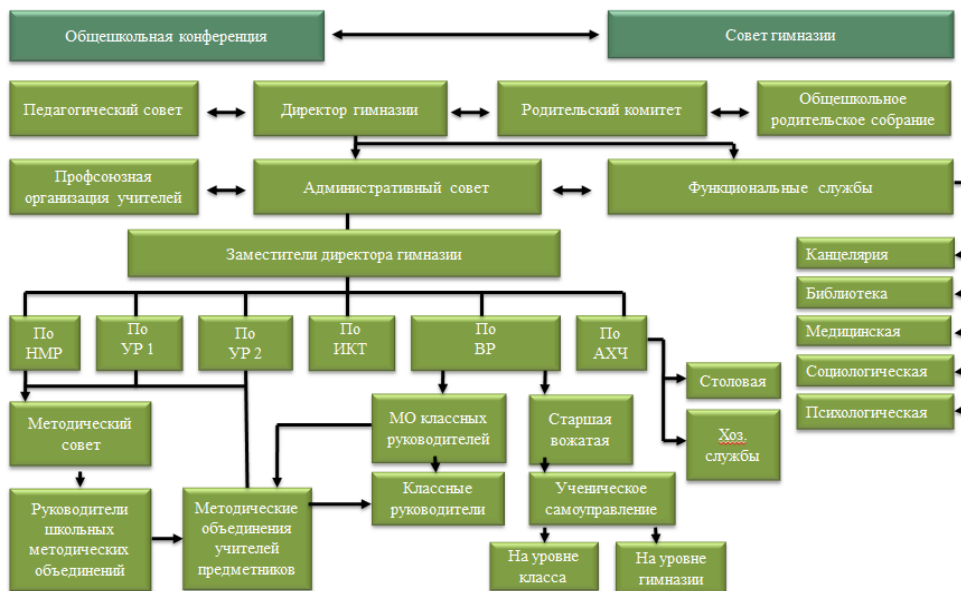 Общешкольная конференция
Совет гимназии
Педагогический совет
Директор гимназии
Родительский комитет
Общешкольное
родительское собрание
Профсоюзная
организация учителей
Административный совет
Функциональные службы
Заместители директора гимназии
Канцелярия
Библиотека
Медицинская
Социологическая
Психологическая
По
НМР
По
УР 1
По
УР 2
По
ИКТ
По
ВР
По
АХЧ
Столовая
Хоз.
службы
Методический
совет
МО классных
руководителей
Старшая
вожатая
Руководители
школьных
методических
объединений
Методические
объединения
учителей
предметников
Классные
руководители
Ученическое
самоуправление
На уровне
класса
На уровне
гимназии